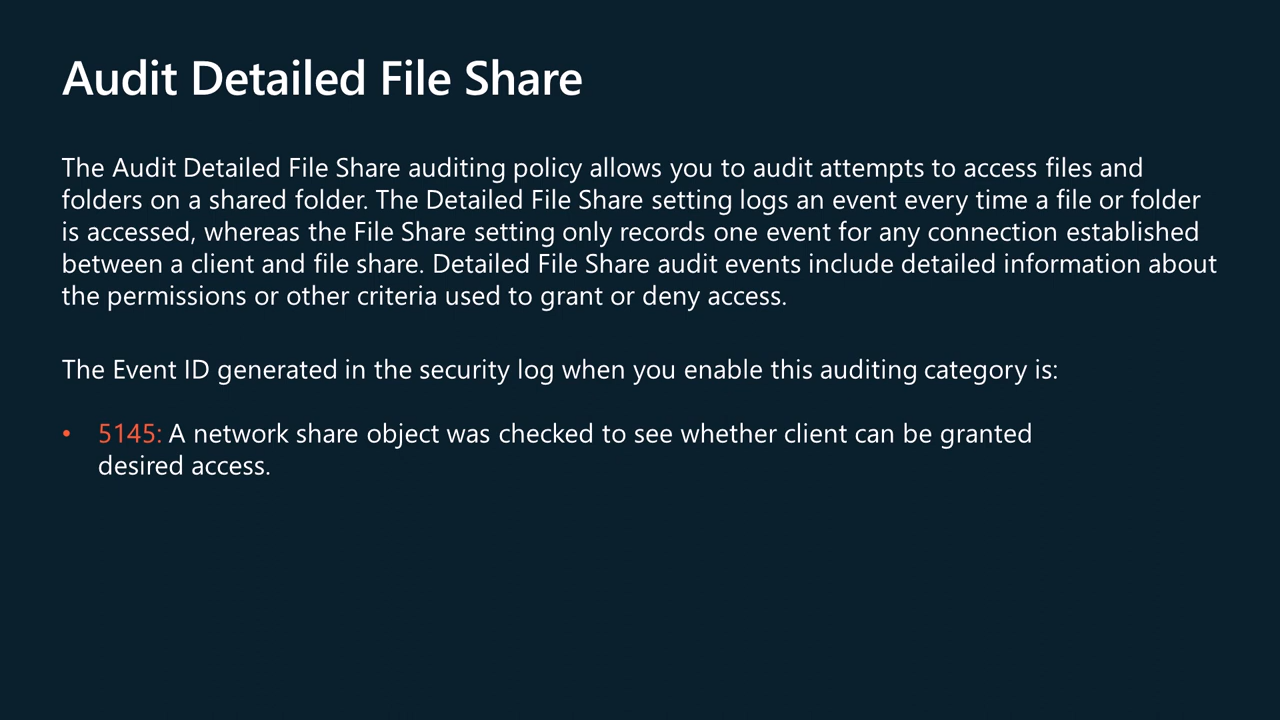 Audit Detailed File Share
The Audit Detailed File Share auditing policy allows you to audit attempts to access files and
folders on a shared folder. The Detailed File Share setting logs an event every time a file or folder
is accessed, whereas the File Share setting only records one event for any connection established
between a client and file share. Detailed File Share audit events include detailed information about
the permissions or other criteria used to grant or deny access.
The Event ID generated in the security log when you enable this auditing category is:
• 5145: A network share object was checked to see whether client can be granted
desired access.